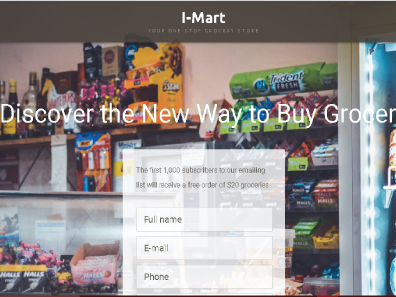 I-Mart
YOUR ONE-STOP GROCERY STORE
Discover the New Way to Buy Grocer
Trident
FRESH
The first 1,000 subscribers to our emailing
list will receive a free order of $20 groceries
Full name
E-mail
Phone
HALLS
HALLS